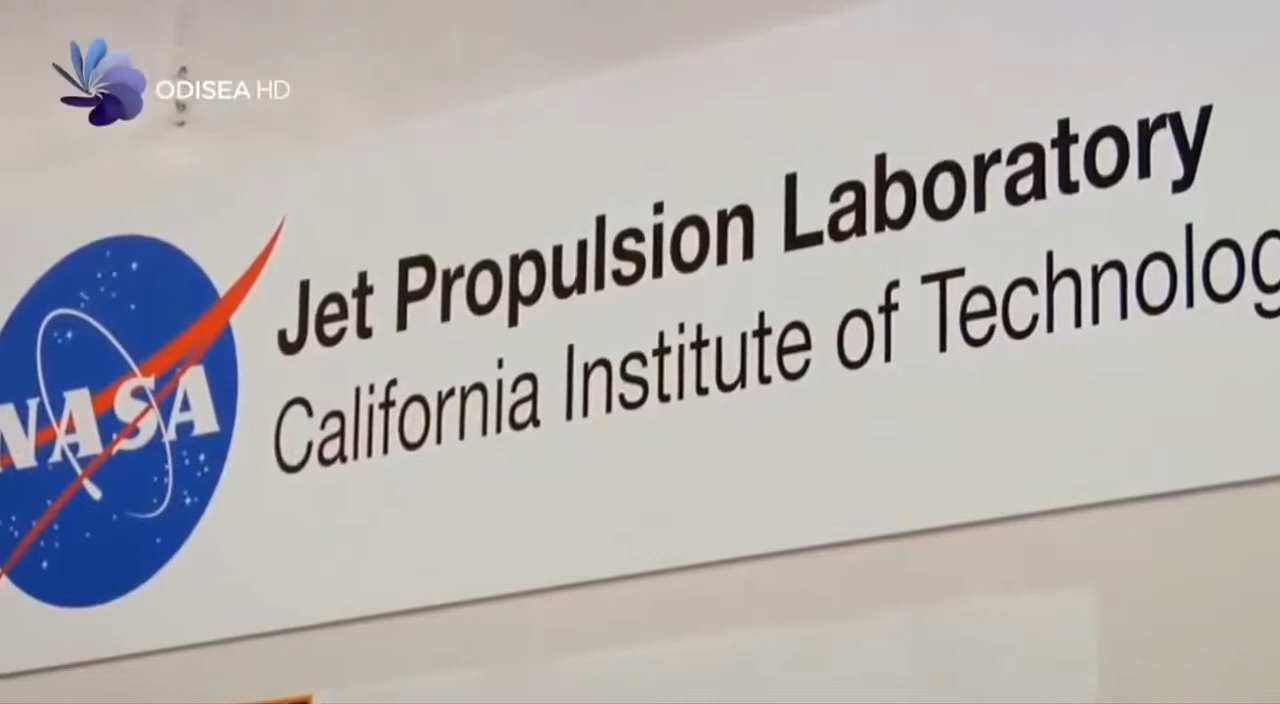 ODISEA HD
NASA
Jet Propulsion Laboratory
California Institute of Technolog